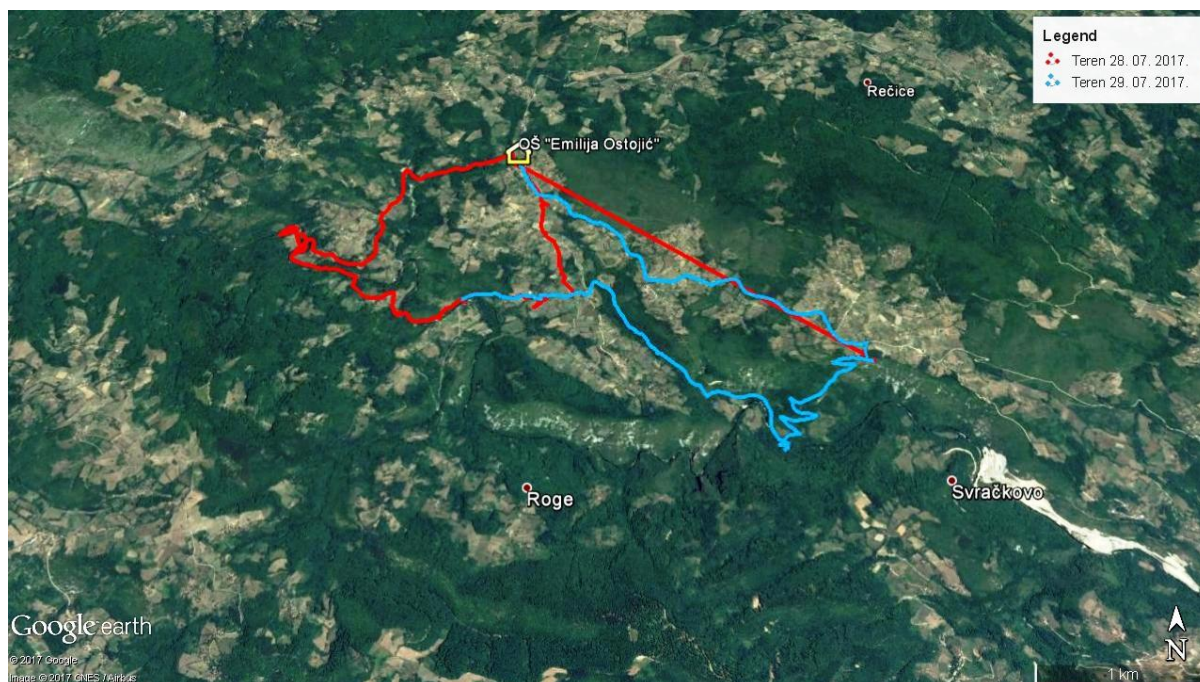 Legend
Teren 28. 07. 2017.
Teren 29. 07. 2017.
Rečice
OŠ "Emilija Ostojić"
Roge
Svračkovo
Google earth
© 2017 Google
Image © 2017 CNES / Airbus
N
1 km